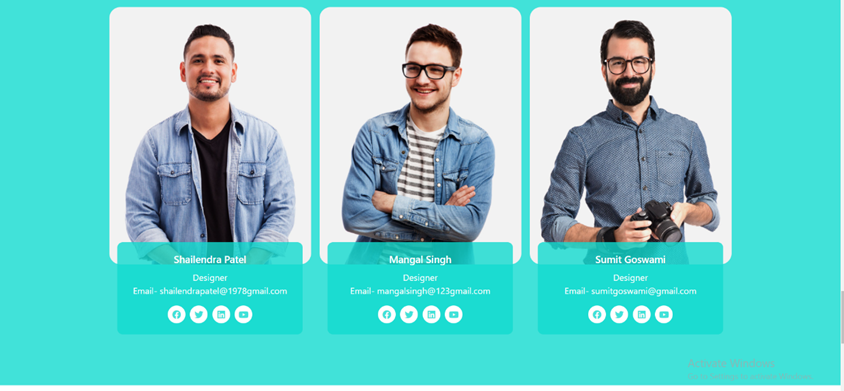 Shailendra Patel
Designer
Email- shailendrapatel@1978gmail.com
Mangal Singh
Designer
Email- mangalsingh@123gmail.com
Sumit Goswami
Designer
Email- sumitgoswami@gmail.com
Activate Windows